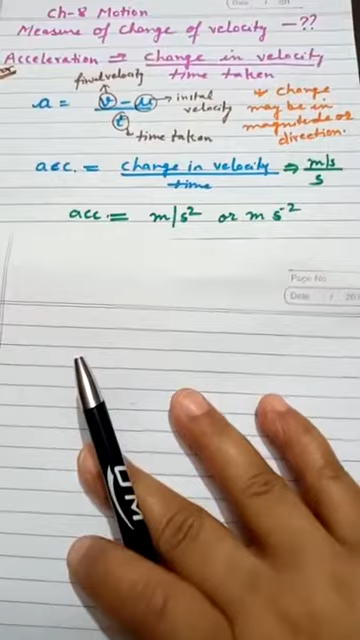 Ch-8 Motion
Measure of Change of velocity — ??
Acceleration ⇒ Change in velocity
time taken
final velocity
a = v - u → initial velocity
t
→ time taken
* Change may be in magnitude or direction.
acc. = Change in velocity ⇒ m/s
time s
acc. = m/s² or m s⁻²
Page No
Date / 20
UM